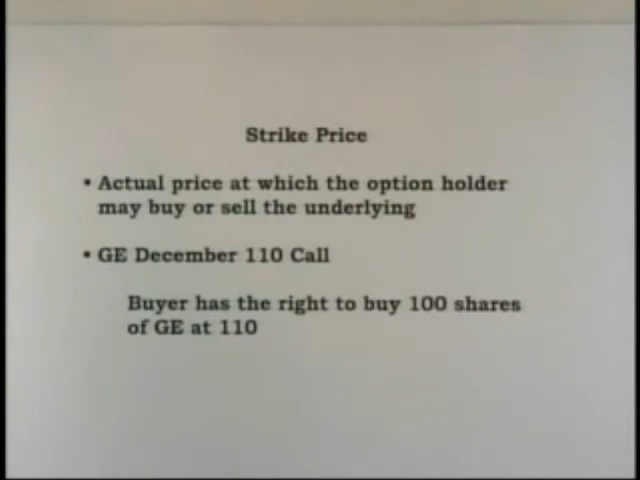 Strike Price
• Actual price at which the option holder
may buy or sell the underlying
• GE December 110 Call
Buyer has the right to buy 100 shares
of GE at 110